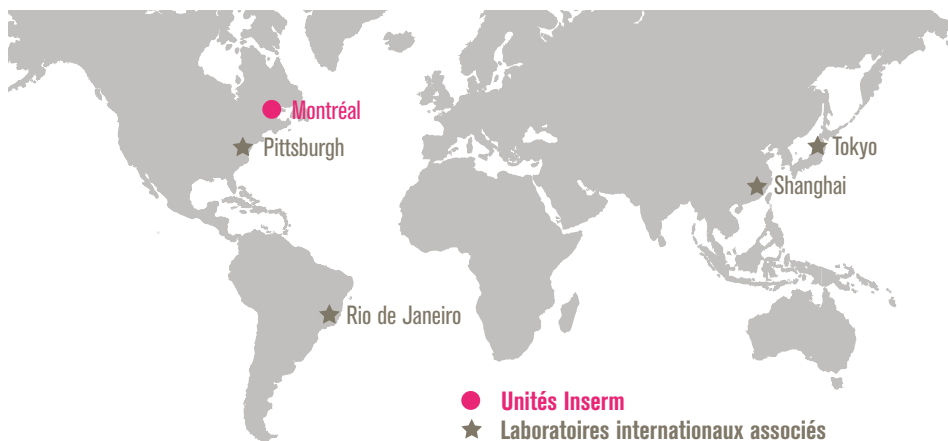 Montréal
Pittsburgh
Tokyo
Shanghai
Rio de Janeiro
Unités Inserm
Laboratoires internationaux associés